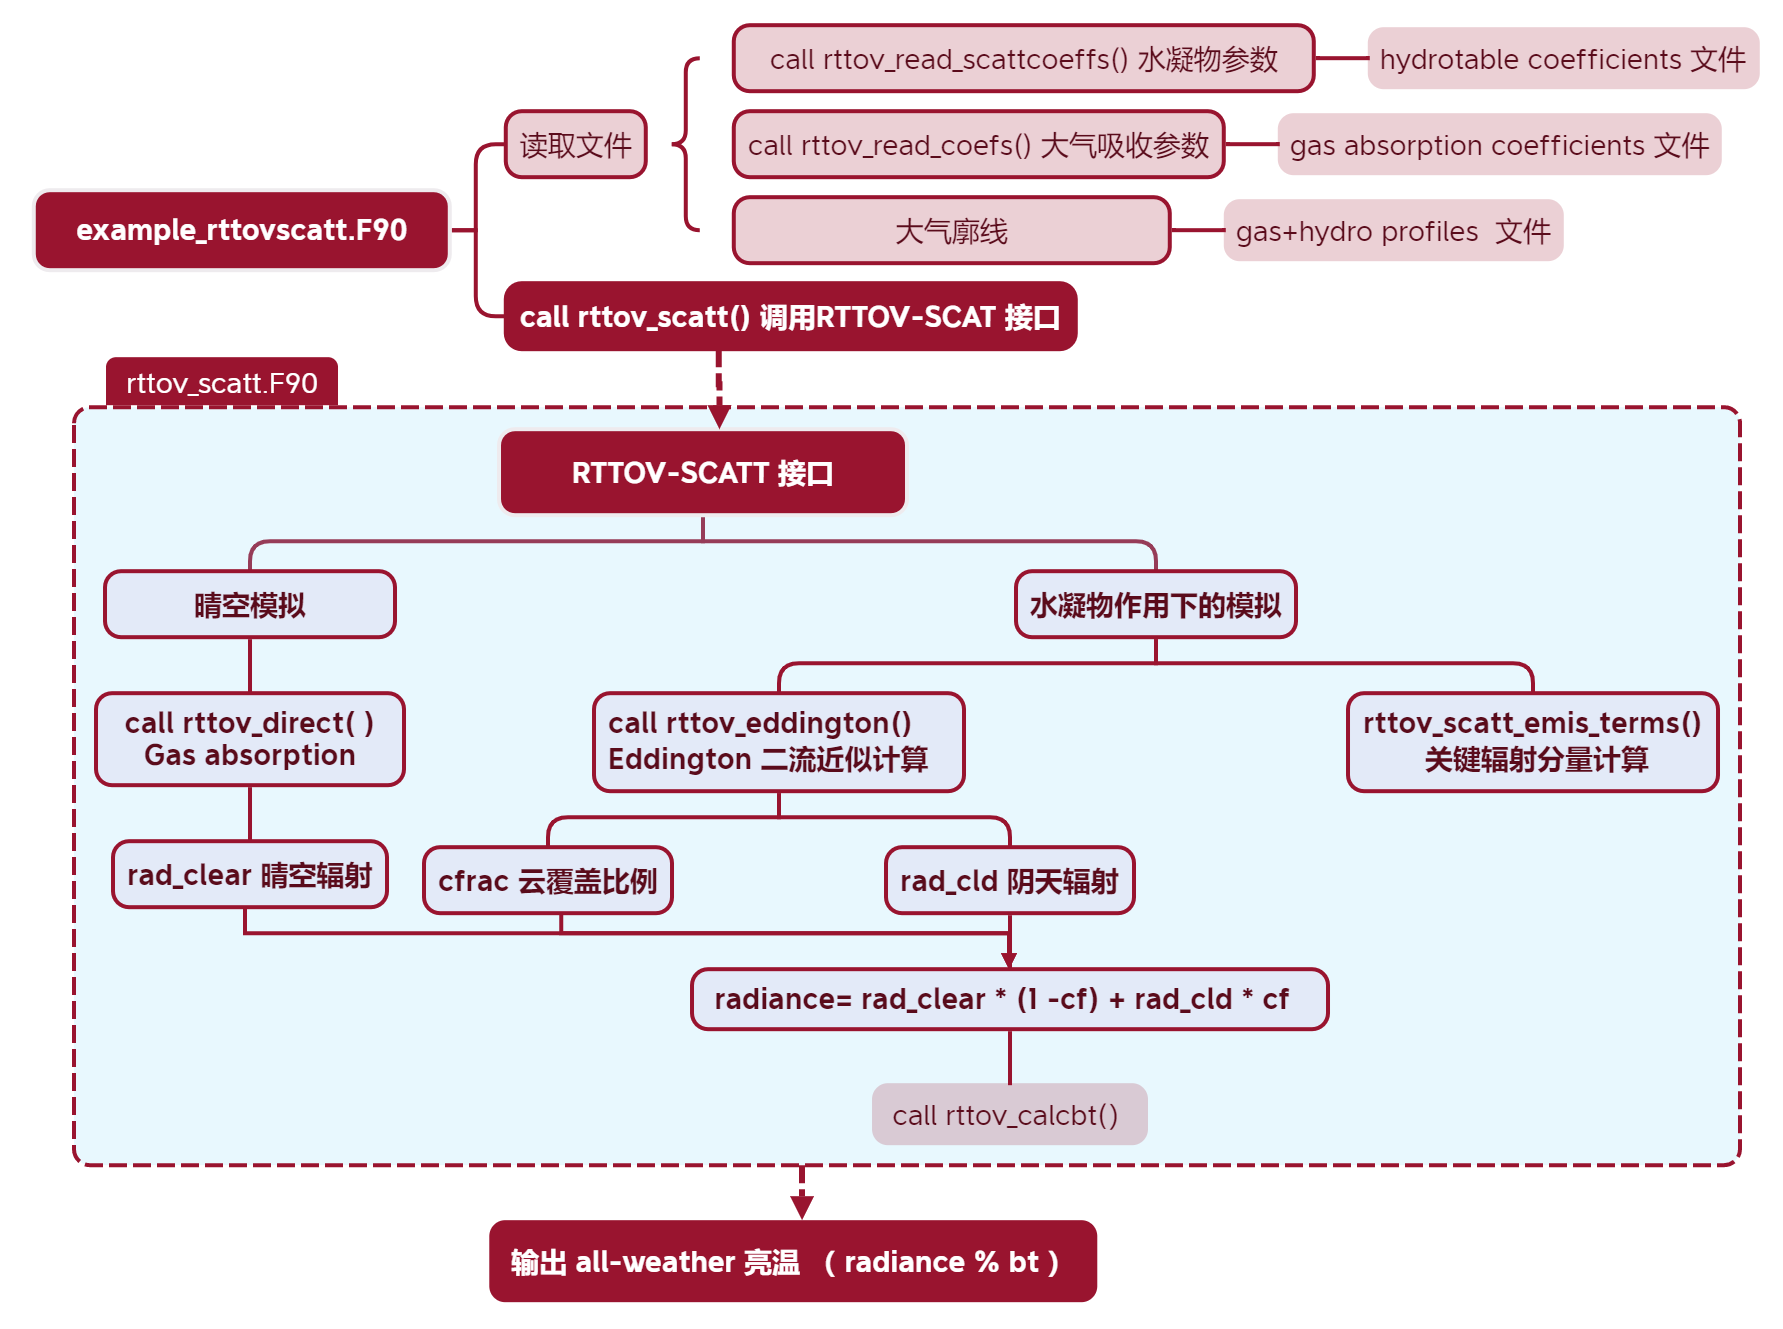 call rttov_read_scattcoeffs() 水凝物参数
hydrotable coefficients 文件
读取文件
call rttov_read_coefs() 大气吸收参数
gas absorption coefficients 文件
example_rttovscatt.F90
大气廓线
gas+hydro profiles 文件
call rttov_scatt() 调用RTTOV-SCAT 接口
rttov_scatt.F90
RTTOV-SCATT 接口
晴空模拟
水凝物作用下的模拟
call rttov_direct( )
Gas absorption
call rttov_eddington()
Eddington 二流近似计算
rttov_scatt_emis_terms()
关键辐射分量计算
rad_clear 晴空辐射
cfrac 云覆盖比例
rad_cld 阴天辐射
radiance= rad_clear * (1 -cf) + rad_cld * cf
call rttov_calcbt()
输出 all-weather 亮温 ( radiance % bt )